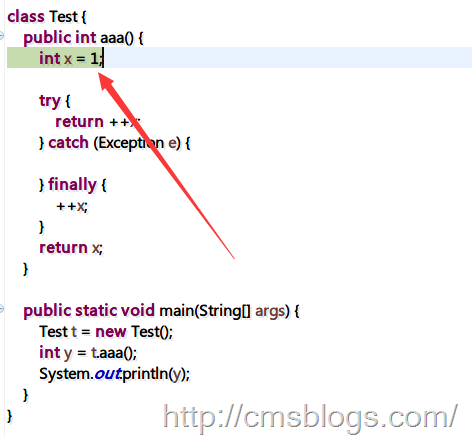 class Test {
public int aaa() {
int x = 1;
try {
return ++x;
} catch (Exception e) {
} finally {
++x;
}
return x;
}
public static void main(String[] args) {
Test t = new Test();
int y = t.aaa();
System.out.println(y);
}
}
http://cmsblogs.com/